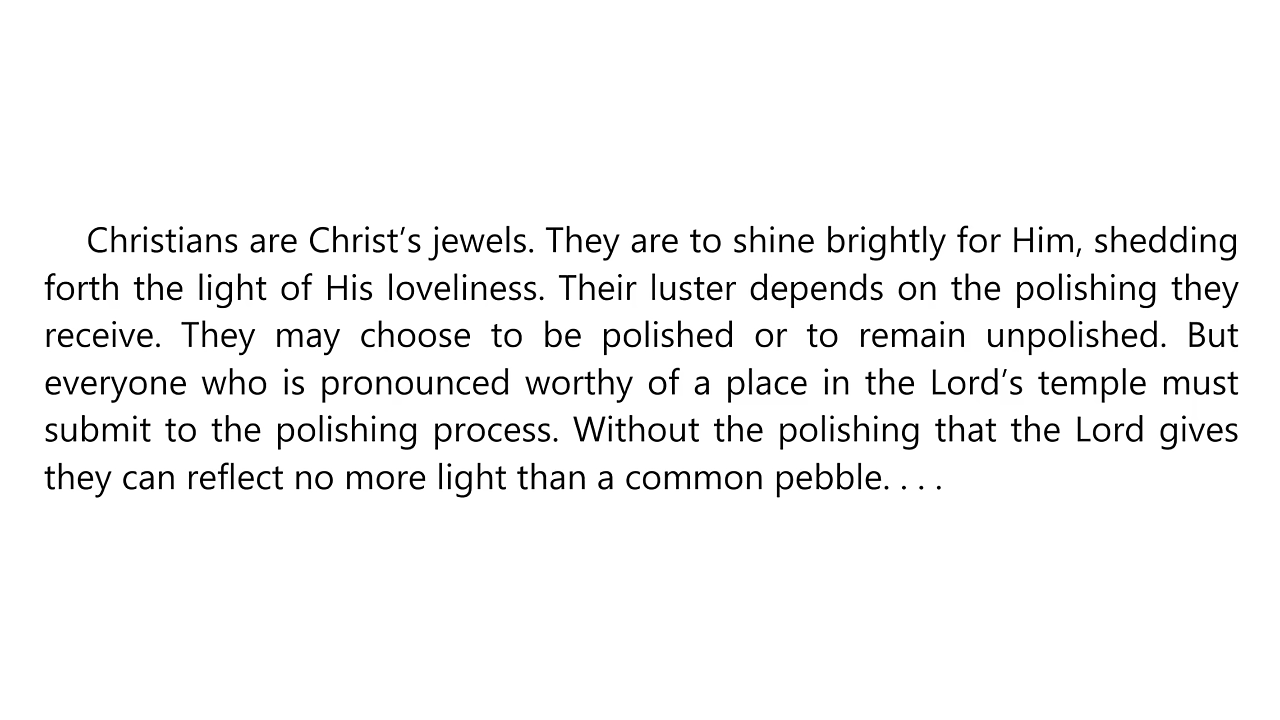 Christians are Christ’s jewels. They are to shine brightly for Him, shedding
forth the light of His loveliness. Their luster depends on the polishing they
receive. They may choose to be polished or to remain unpolished. But
everyone who is pronounced worthy of a place in the Lord’s temple must
submit to the polishing process. Without the polishing that the Lord gives
they can reflect no more light than a common pebble. . . .